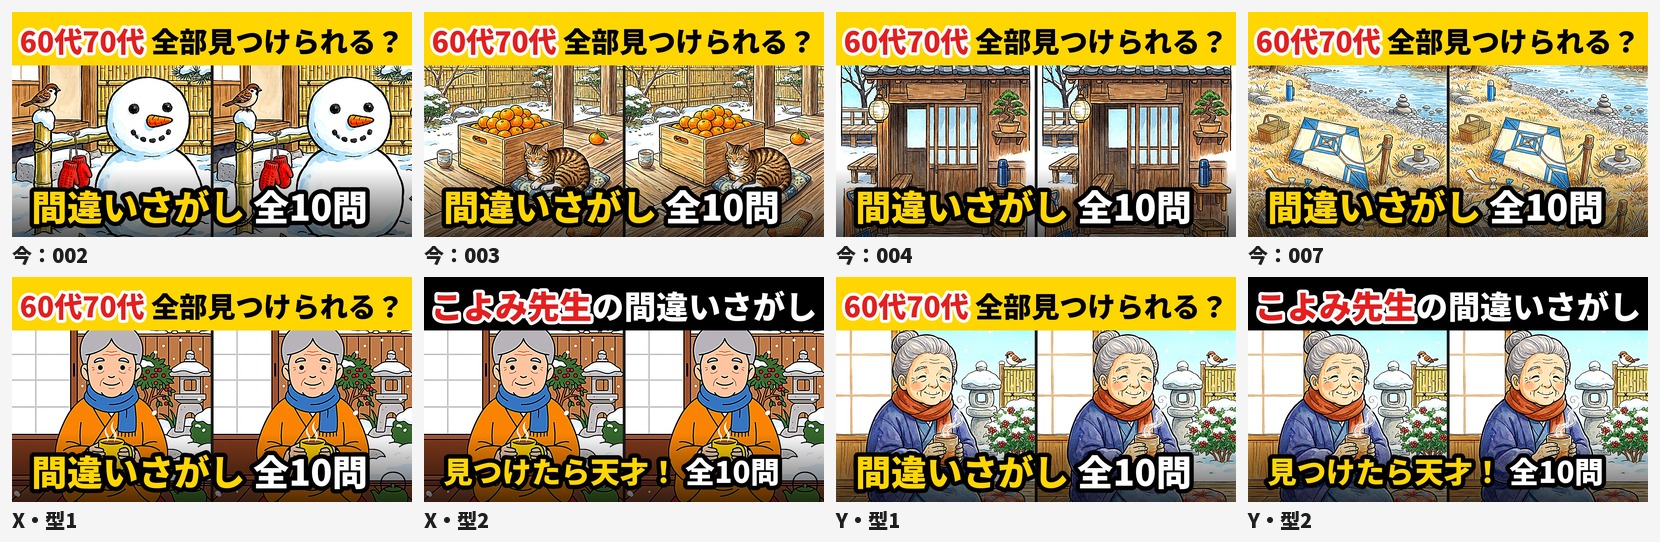 60代70代 全部見つけられる？
間違いさがし 全10問
今：002
60代70代 全部見つけられる？
間違いさがし 全10問
今：003
60代70代 全部見つけられる？
間違いさがし 全10問
今：004
60代70代 全部見つけられる？
間違いさがし 全10問
今：007
60代70代 全部見つけられる？
間違いさがし 全10問
X・型1
こよみ先生の間違いさがし
見つけたら天才！ 全10問
X・型2
60代70代 全部見つけられる？
間違いさがし 全10問
Y・型1
こよみ先生の間違いさがし
見つけたら天才！ 全10問
Y・型2